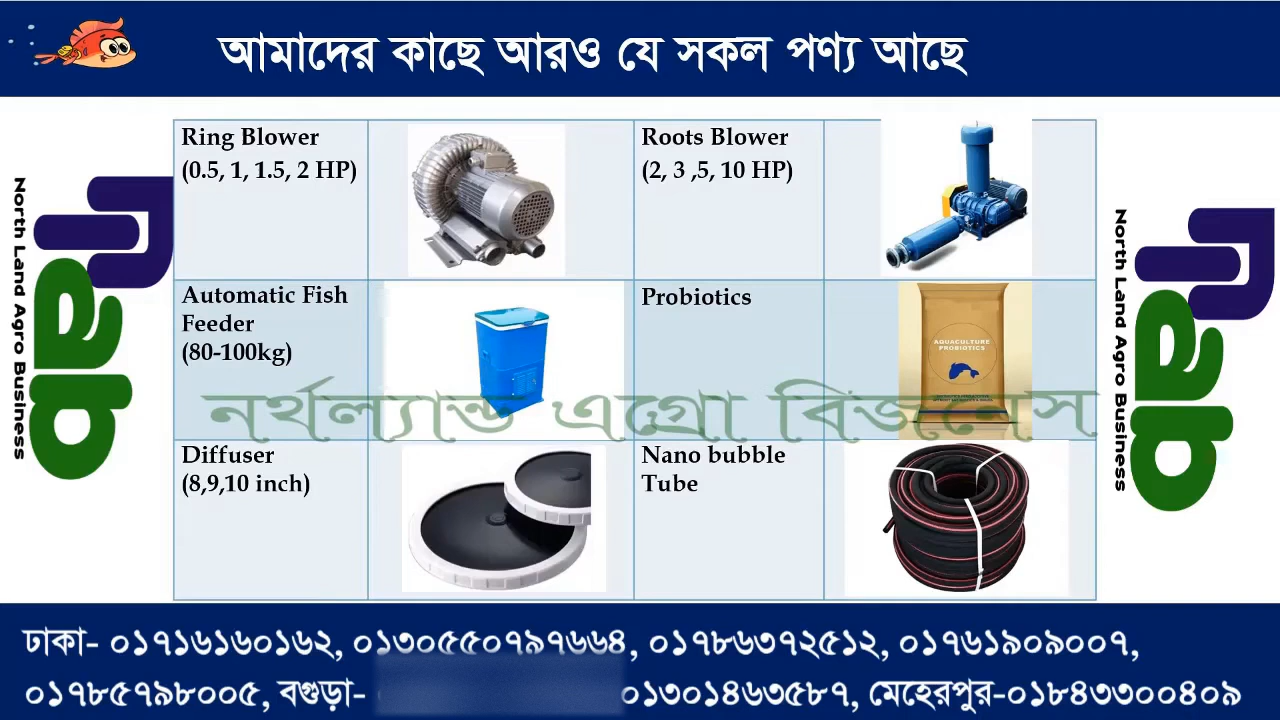 আমাদের কাছে আরও যে সকল পণ্য আছে
Ring Blower
(0.5, 1, 1.5, 2 HP)
Roots Blower
(2, 3 ,5, 10 HP)
Automatic Fish
Feeder
(80-100kg)
Probiotics
AQUACULTURE
PROBIOTICS
নর্থল্যান্ড এগ্রো বিজনেস
Diffuser
(8,9,10 inch)
Nano bubble
Tube
nab
North Land Agro Business
nab
North Land Agro Business
ঢাকা- ০১৭১৬১৬০১৬২, ০১৩০৫৫০৭৯৭৬৬৪, ০১৭৮৬৩৭২৫১২, ০১৭৬১৯০৯০০৭,
০১৭৮৫৭৯৮০০৫, বগুড়া- ০১৩০১৪৬৩৫৮৭, মেহেরপুর-০১৮৪৩৩০০৪০৯